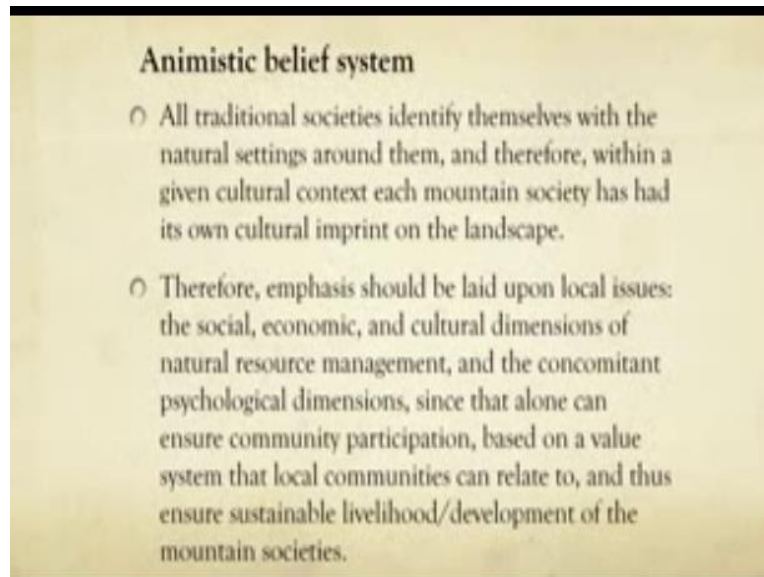 Animistic belief system
All traditional societies identify themselves with the
natural settings around them, and therefore, within a
given cultural context each mountain society has had
its own cultural imprint on the landscape.
Therefore, emphasis should be laid upon local issues:
the social, economic, and cultural dimensions of
natural resource management, and the concomitant
psychological dimensions, since that alone can
ensure community participation, based on a value
system that local communities can relate to, and thus
ensure sustainable livelihood/development of the
mountain societies.